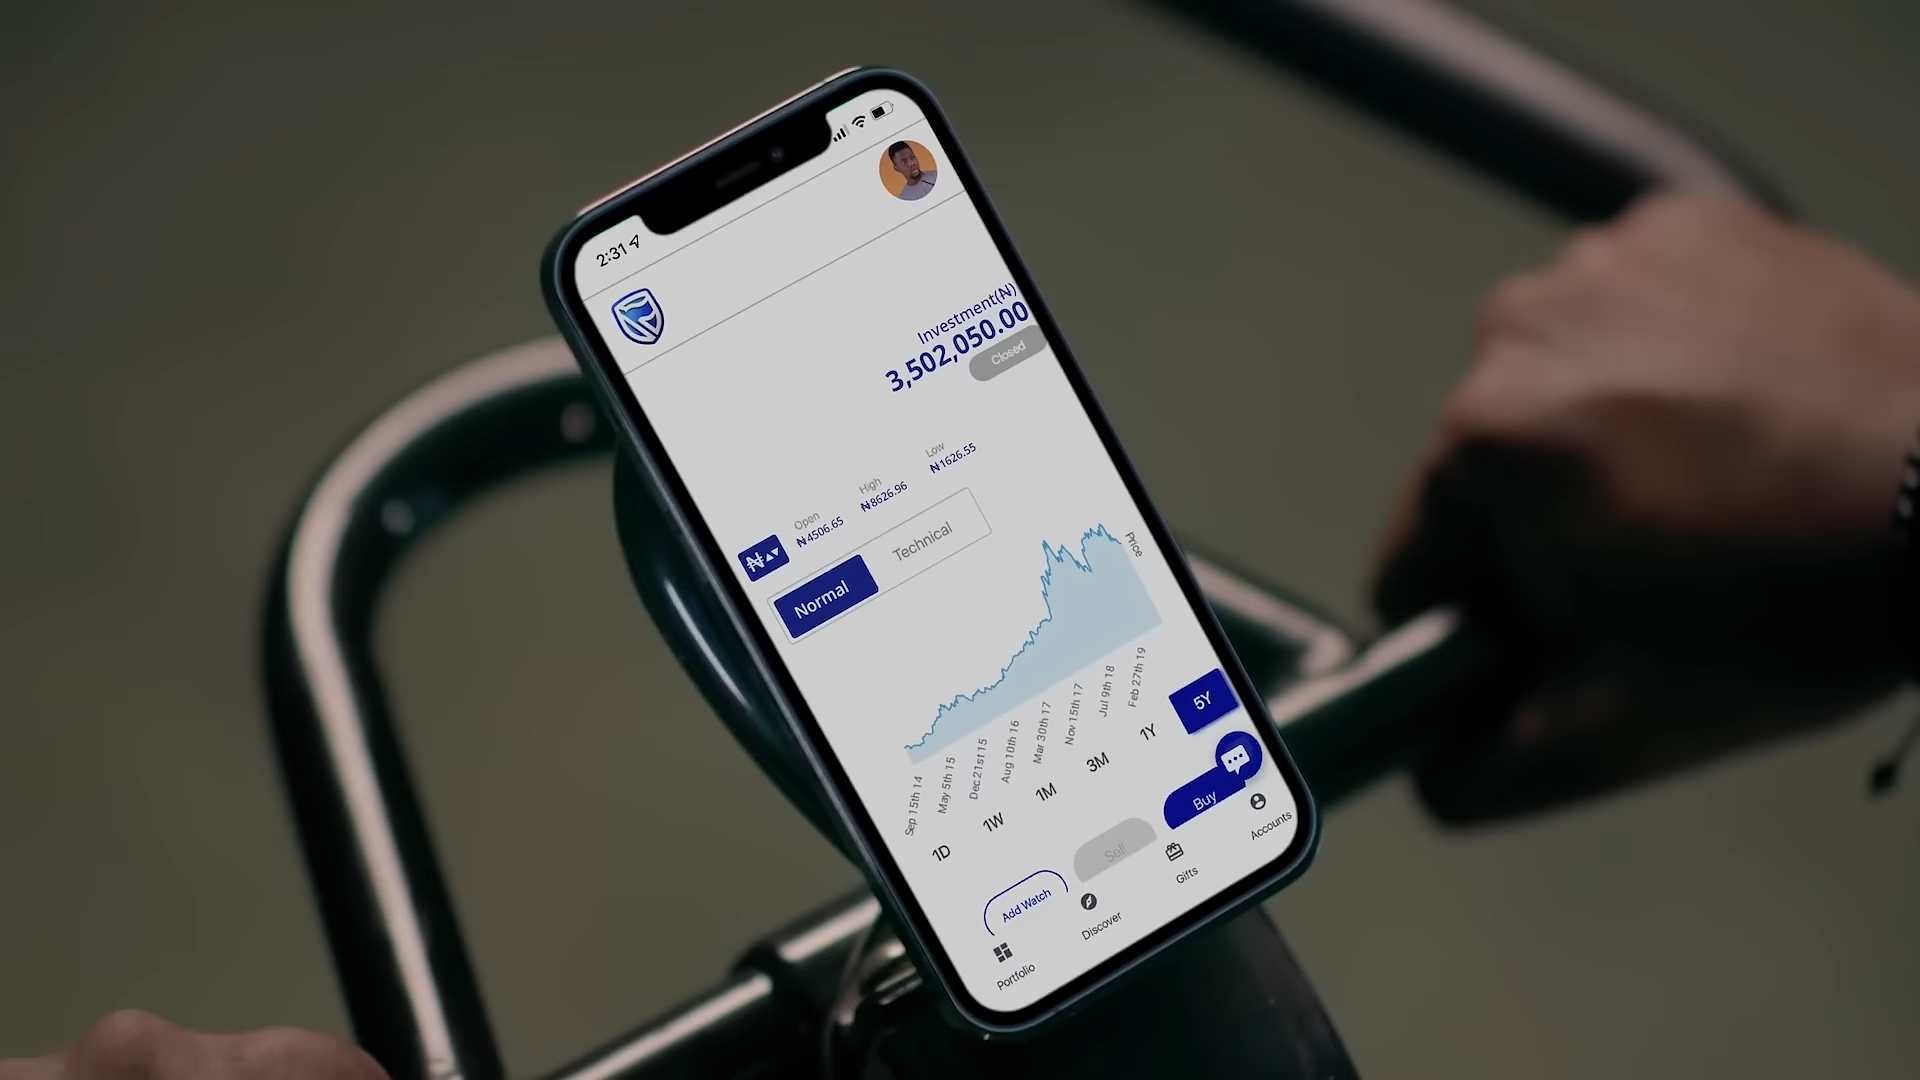 2:31
Investment(₦)
3,502,050.00
Closed
Open
₦4506.65
High
₦8626.96
Low
₦1626.55
₦
Normal
Technical
Price
Sep 15th 14
May 5th 15
Dec 21st 15
Aug 10th 16
Mar 30th 17
Nov 15th 17
Jul 9th 18
Feb 27th 19
1D
1W
1M
3M
1Y
5Y
Add Watch
Sell
Buy
Portfolio
Discover
Gifts
Accounts